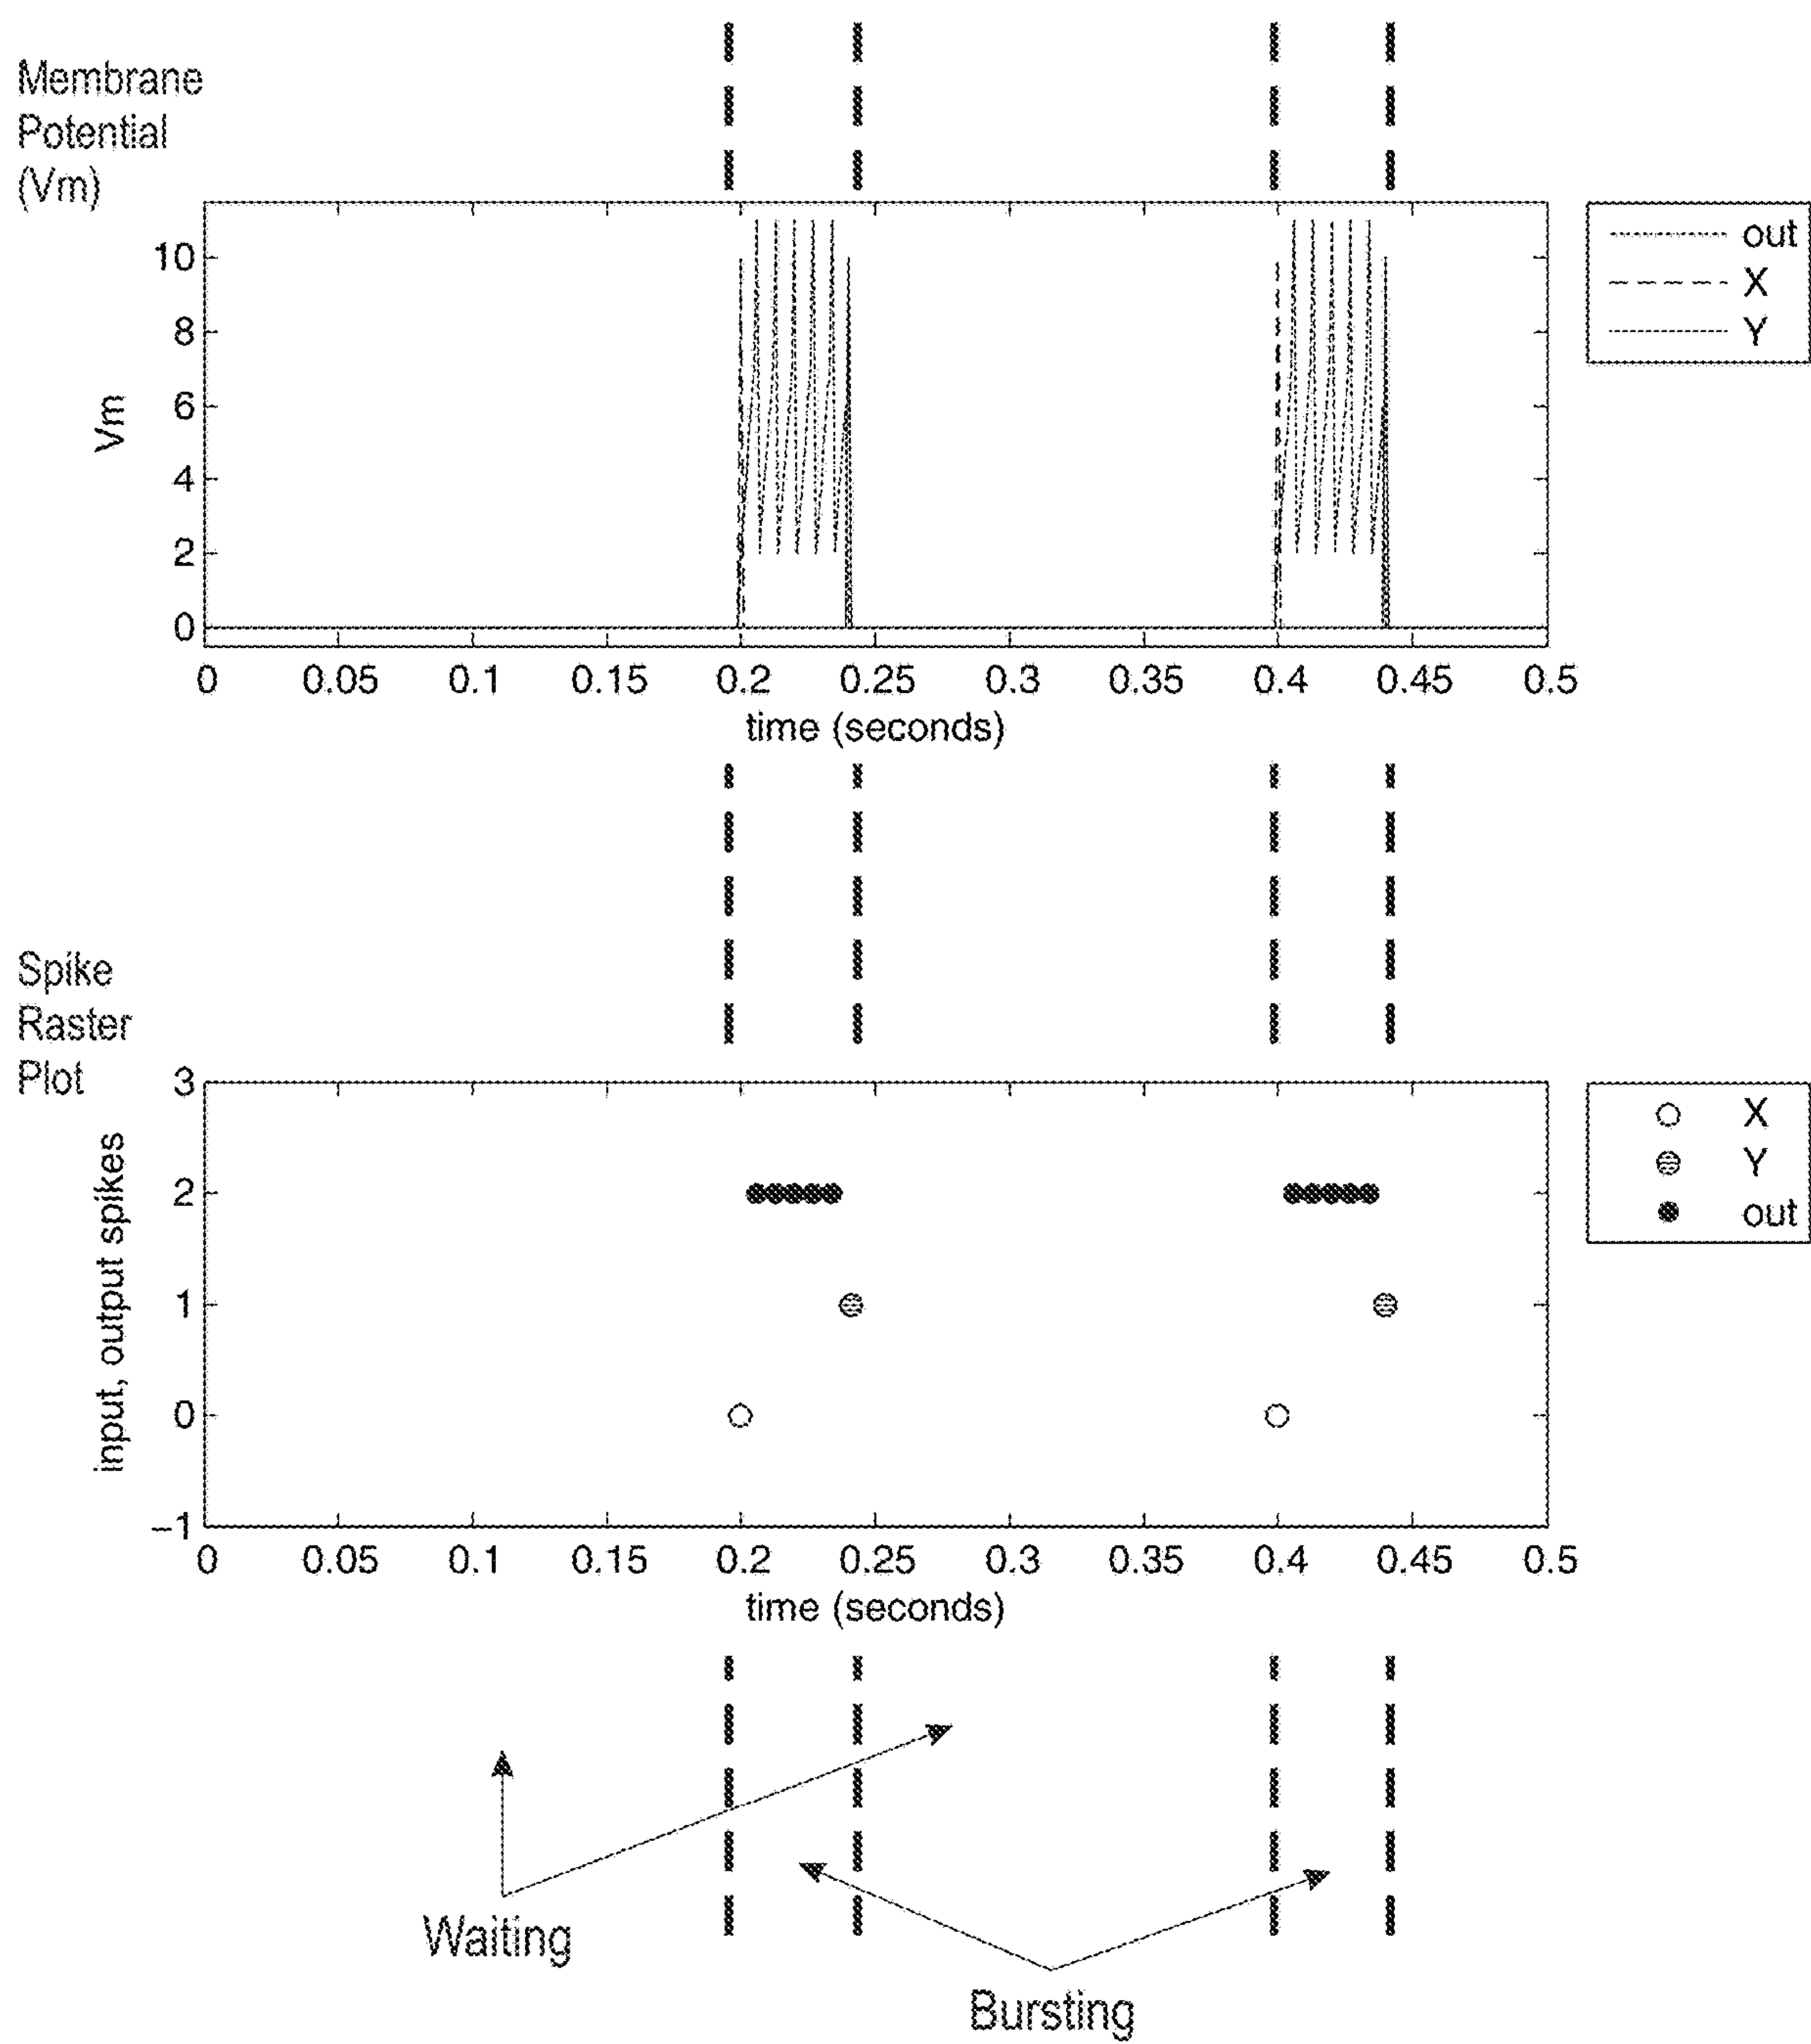 Membrane
Potential
(Vm)
Vm
10
8
6
4
2
0
0 0.05 0.1 0.15 0.2 0.25 0.3 0.35 0.4 0.45 0.5
time (seconds)
out
X
Y
Spike
Raster
Plot
input, output spikes
3
2
1
0
−1
0 0.05 0.1 0.15 0.2 0.25 0.3 0.35 0.4 0.45 0.5
time (seconds)
X
Y
out
Waiting
Bursting